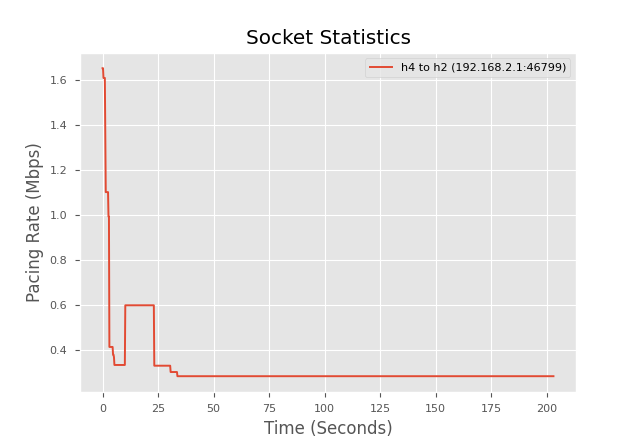 Socket Statistics
h4 to h2 (192.168.2.1:46799)
Pacing Rate (Mbps)
1.6
1.4
1.2
1.0
0.8
0.6
0.4
0 25 50 75 100 125 150 175 200
Time (Seconds)